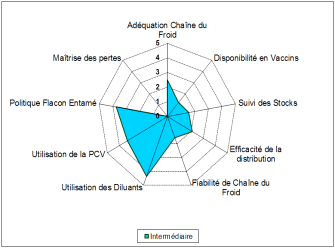 Adéquation Chaîne du
Froid
5
4
3
2
1
0
Disponibilité en Vaccins
Suivi des Stocks
Efficacité de la
distribution
Fiabilité de Chaîne du
Froid
Utilisation des Diluants
Utilisation de la PCV
Politique Flacon Entamé
Maîtrise des pertes
Intermédiaire